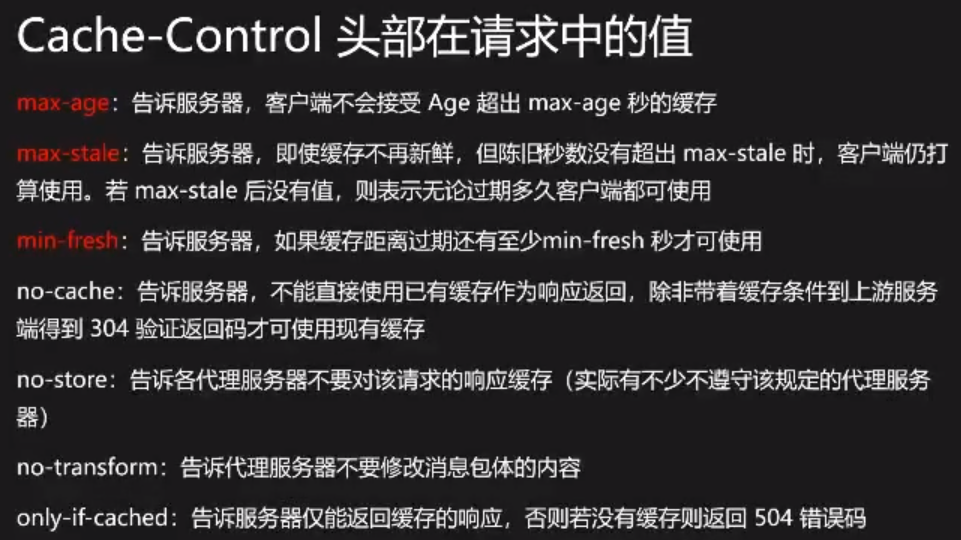 Cache-Control 头部在请求中的值
max-age：告诉服务器，客户端不会接受 Age 超出 max-age 秒的缓存
max-stale：告诉服务器，即使缓存不再新鲜，但陈旧秒数没有超出 max-stale 时，客户端仍打
算使用。若 max-stale 后没有值，则表示无论过期多久客户端都可使用
min-fresh：告诉服务器，如果缓存距离过期还有至少min-fresh 秒才可使用
no-cache：告诉服务器，不能直接使用已有缓存作为响应返回，除非带着缓存条件到上游服务
端得到 304 验证返回码才可使用现有缓存
no-store：告诉各代理服务器不要对该请求的响应缓存（实际有不少不遵守该规定的代理服务
器）
no-transform：告诉代理服务器不要修改消息包体的内容
only-if-cached：告诉服务器仅能返回缓存的响应，否则若没有缓存则返回 504 错误码